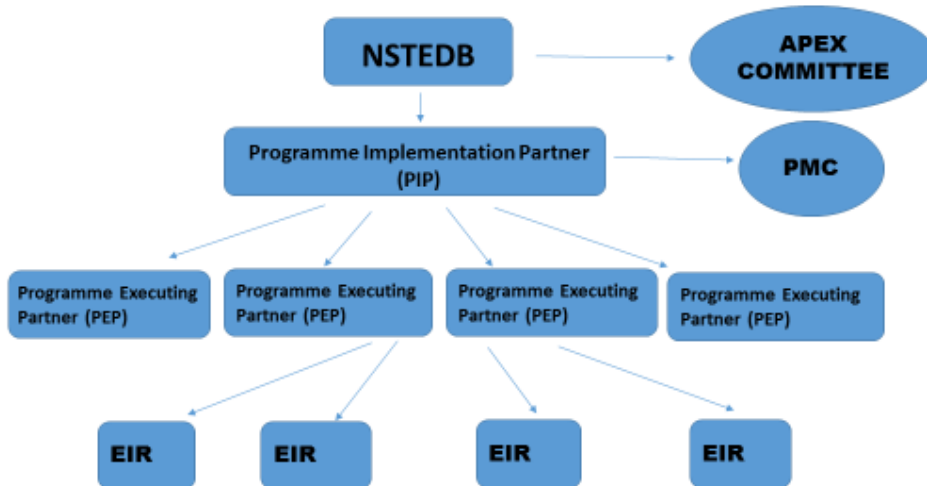 NSTEDB
APEX
COMMITTEE
Programme Implementation Partner
(PIP)
PMC
Programme Executing
Partner (PEP)
Programme Executing
Partner (PEP)
Programme Executing
Partner (PEP)
Programme Executing
Partner (PEP)
EIR
EIR
EIR
EIR